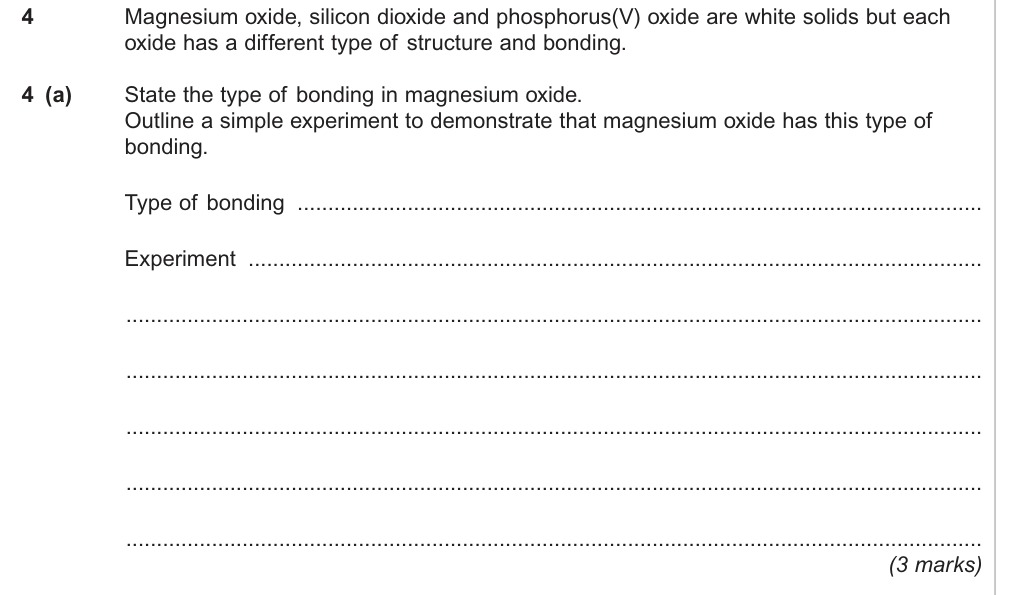 4 Magnesium oxide, silicon dioxide and phosphorus(V) oxide are white solids but each
oxide has a different type of structure and bonding.
4 (a) State the type of bonding in magnesium oxide.
Outline a simple experiment to demonstrate that magnesium oxide has this type of
bonding.
Type of bonding ..........................................................................................................
Experiment ..........................................................................................................
..........................................................................................................
..........................................................................................................
..........................................................................................................
..........................................................................................................
..........................................................................................................
(3 marks)